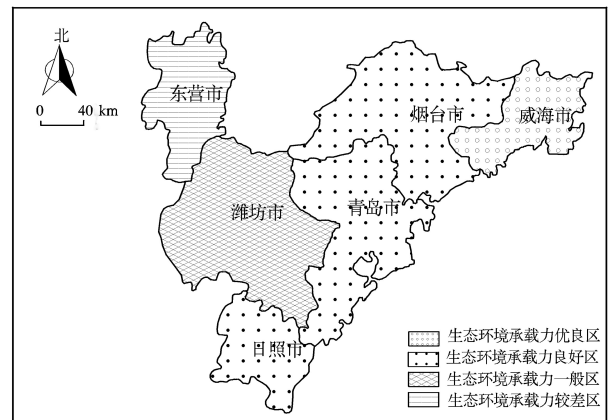 北
0 40 km
东营市
烟台市
威海市
潍坊市
青岛市
日照市
生态环境承载力优良区
生态环境承载力良好区
生态环境承载力一般区
生态环境承载力较差区